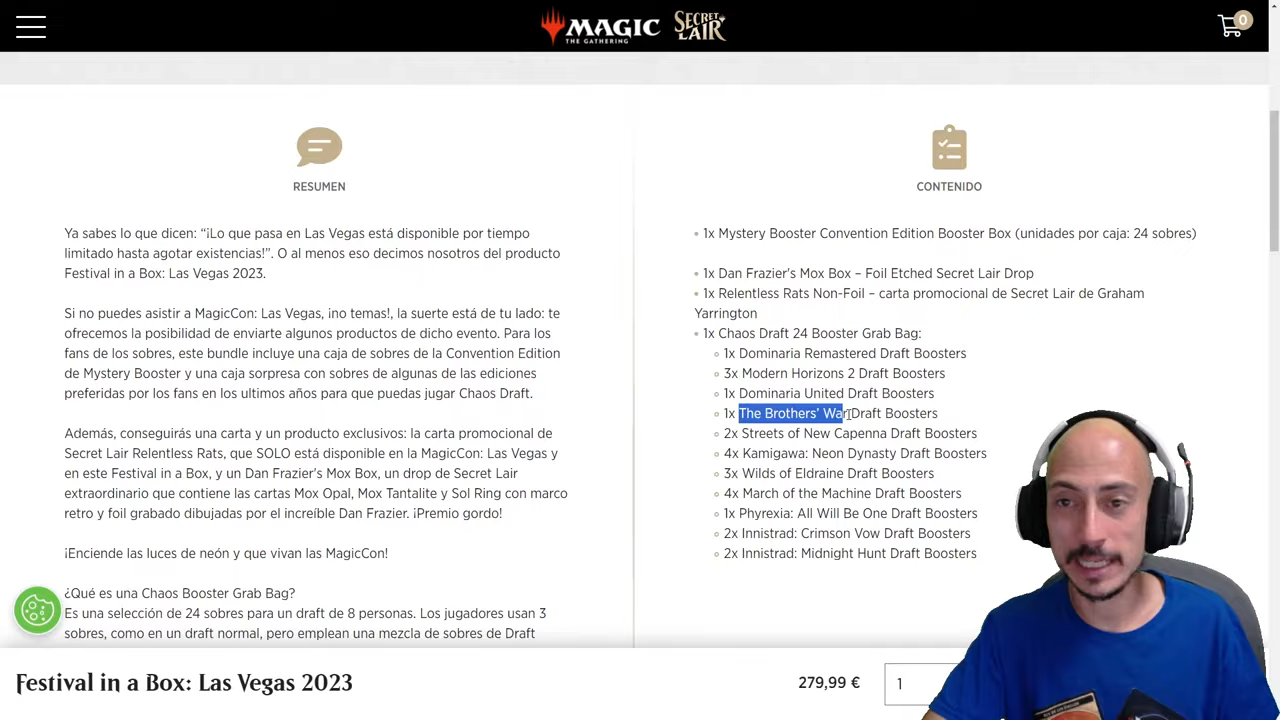 MAGIC
THE GATHERING
SECRET
LAIR
0
RESUMEN
Ya sabes lo que dicen: “¡Lo que pasa en Las Vegas está disponible por tiempo
limitado hasta agotar existencias!”. O al menos eso decimos nosotros del producto
Festival in a Box: Las Vegas 2023.
Si no puedes asistir a MagicCon: Las Vegas, ¡no temas!, la suerte está de tu lado: te
ofrecemos la posibilidad de enviarte algunos productos de dicho evento. Para los
fans de los sobres, este bundle incluye una caja de sobres de la Convention Edition
de Mystery Booster y una caja sorpresa con sobres de algunas de las ediciones
preferidas por los fans en los ultimos años para que puedas jugar Chaos Draft.
Además, conseguirás una carta y un producto exclusivos: la carta promocional de
Secret Lair Relentless Rats, que SOLO está disponible en la MagicCon: Las Vegas y
en este Festival in a Box, y un Dan Frazier's Mox Box, un drop de Secret Lair
extraordinario que contiene las cartas Mox Opal, Mox Tantalite y Sol Ring con marco
retro y foil grabado dibujadas por el increíble Dan Frazier. ¡Premio gordo!
¡Enciende las luces de neón y que vivan las MagicCon!
¿Qué es una Chaos Booster Grab Bag?
Es una selección de 24 sobres para un draft de 8 personas. Los jugadores usan 3
sobres, como en un draft normal, pero emplean una mezcla de sobres de Draft
CONTENIDO
1x Mystery Booster Convention Edition Booster Box (unidades por caja: 24 sobres)
1x Dan Frazier's Mox Box – Foil Etched Secret Lair Drop
1x Relentless Rats Non-Foil – carta promocional de Secret Lair de Graham
Yarrington
1x Chaos Draft 24 Booster Grab Bag:
1x Dominaria Remastered Draft Boosters
3x Modern Horizons 2 Draft Boosters
1x Dominaria United Draft Boosters
1x The Brothers’ War Draft Boosters
2x Streets of New Capenna Draft Boosters
4x Kamigawa: Neon Dynasty Draft Boosters
3x Wilds of Eldraine Draft Boosters
4x March of the Machine Draft Boosters
1x Phyrexia: All Will Be One Draft Boosters
2x Innistrad: Crimson Vow Draft Boosters
2x Innistrad: Midnight Hunt Draft Boosters
Festival in a Box: Las Vegas 2023
279,99 €
1